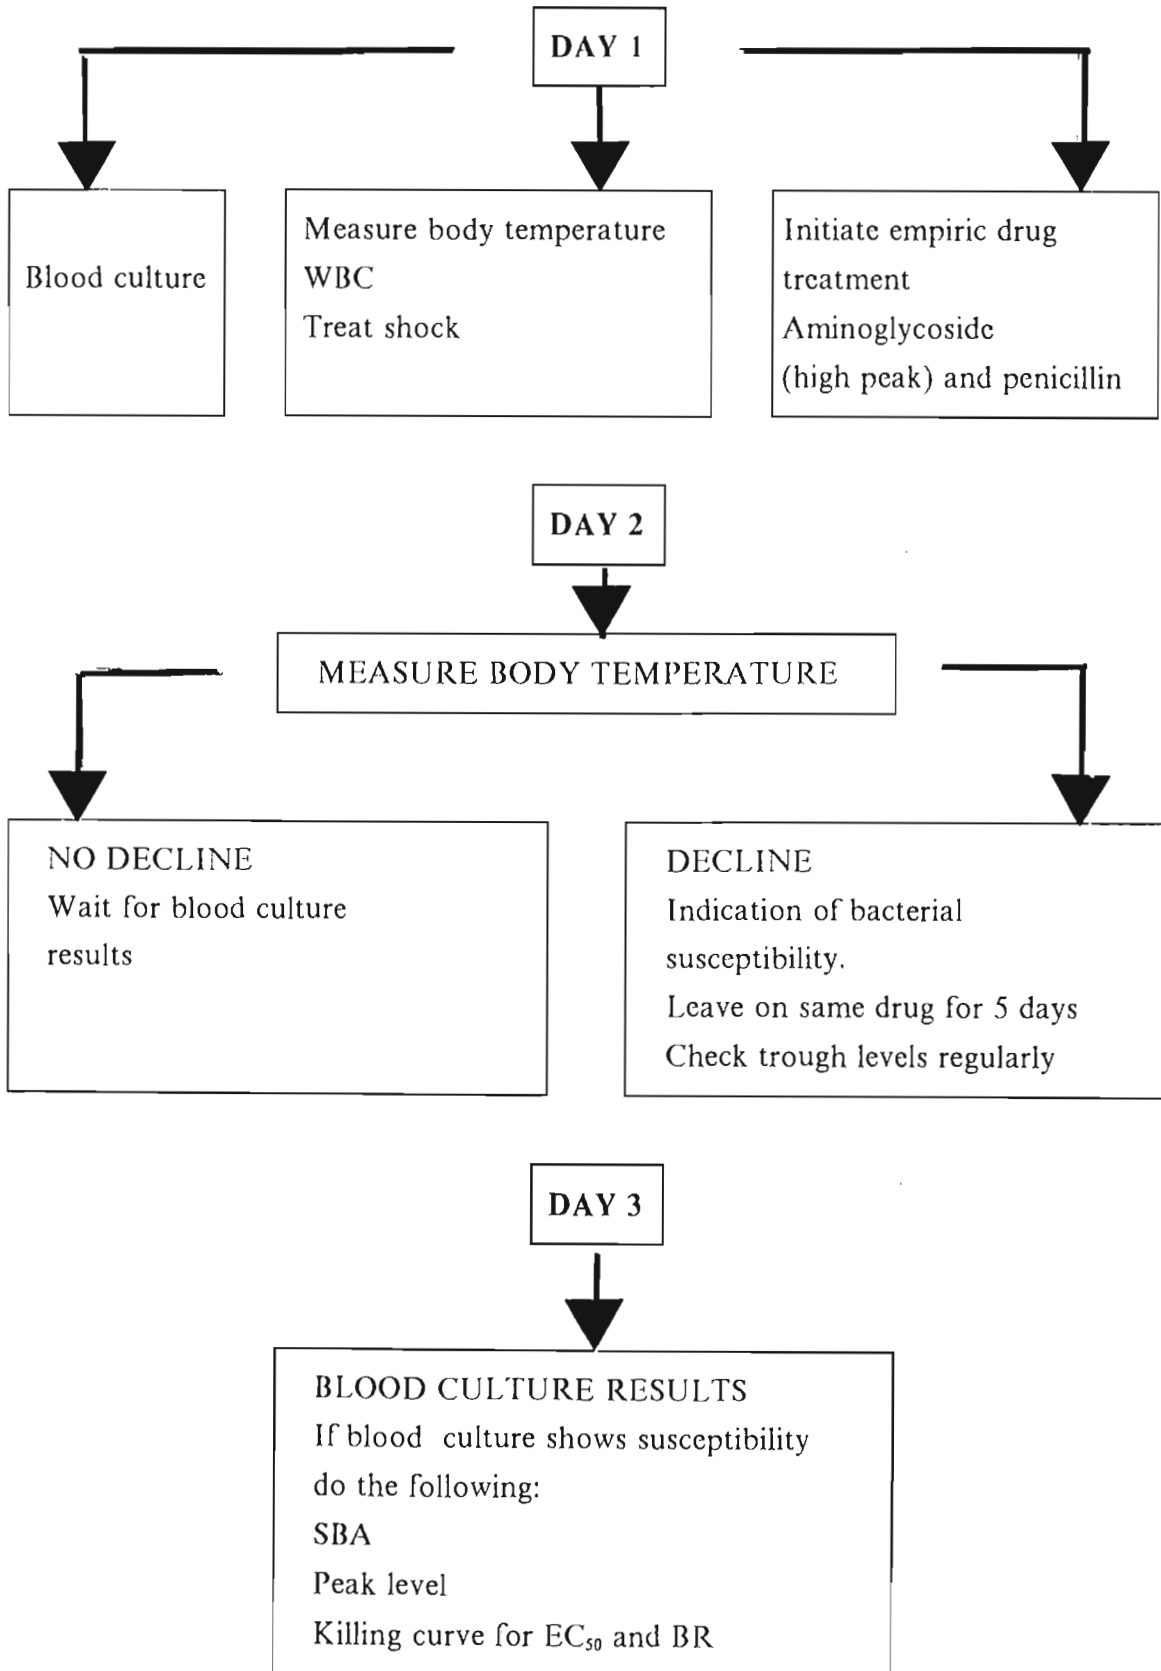 DAY 1
Blood culture
Measure body temperature
WBC
Treat shock
Initiate empiric drug
treatment
Aminoglycoside
(high peak) and penicillin
DAY 2
MEASURE BODY TEMPERATURE
NO DECLINE
Wait for blood culture
results
DECLINE
Indication of bacterial
susceptibility.
Leave on same drug for 5 days
Check trough levels regularly
DAY 3
BLOOD CULTURE RESULTS
If blood culture shows susceptibility
do the following:
SBA
Peak level
Killing curve for EC₅₀ and BR